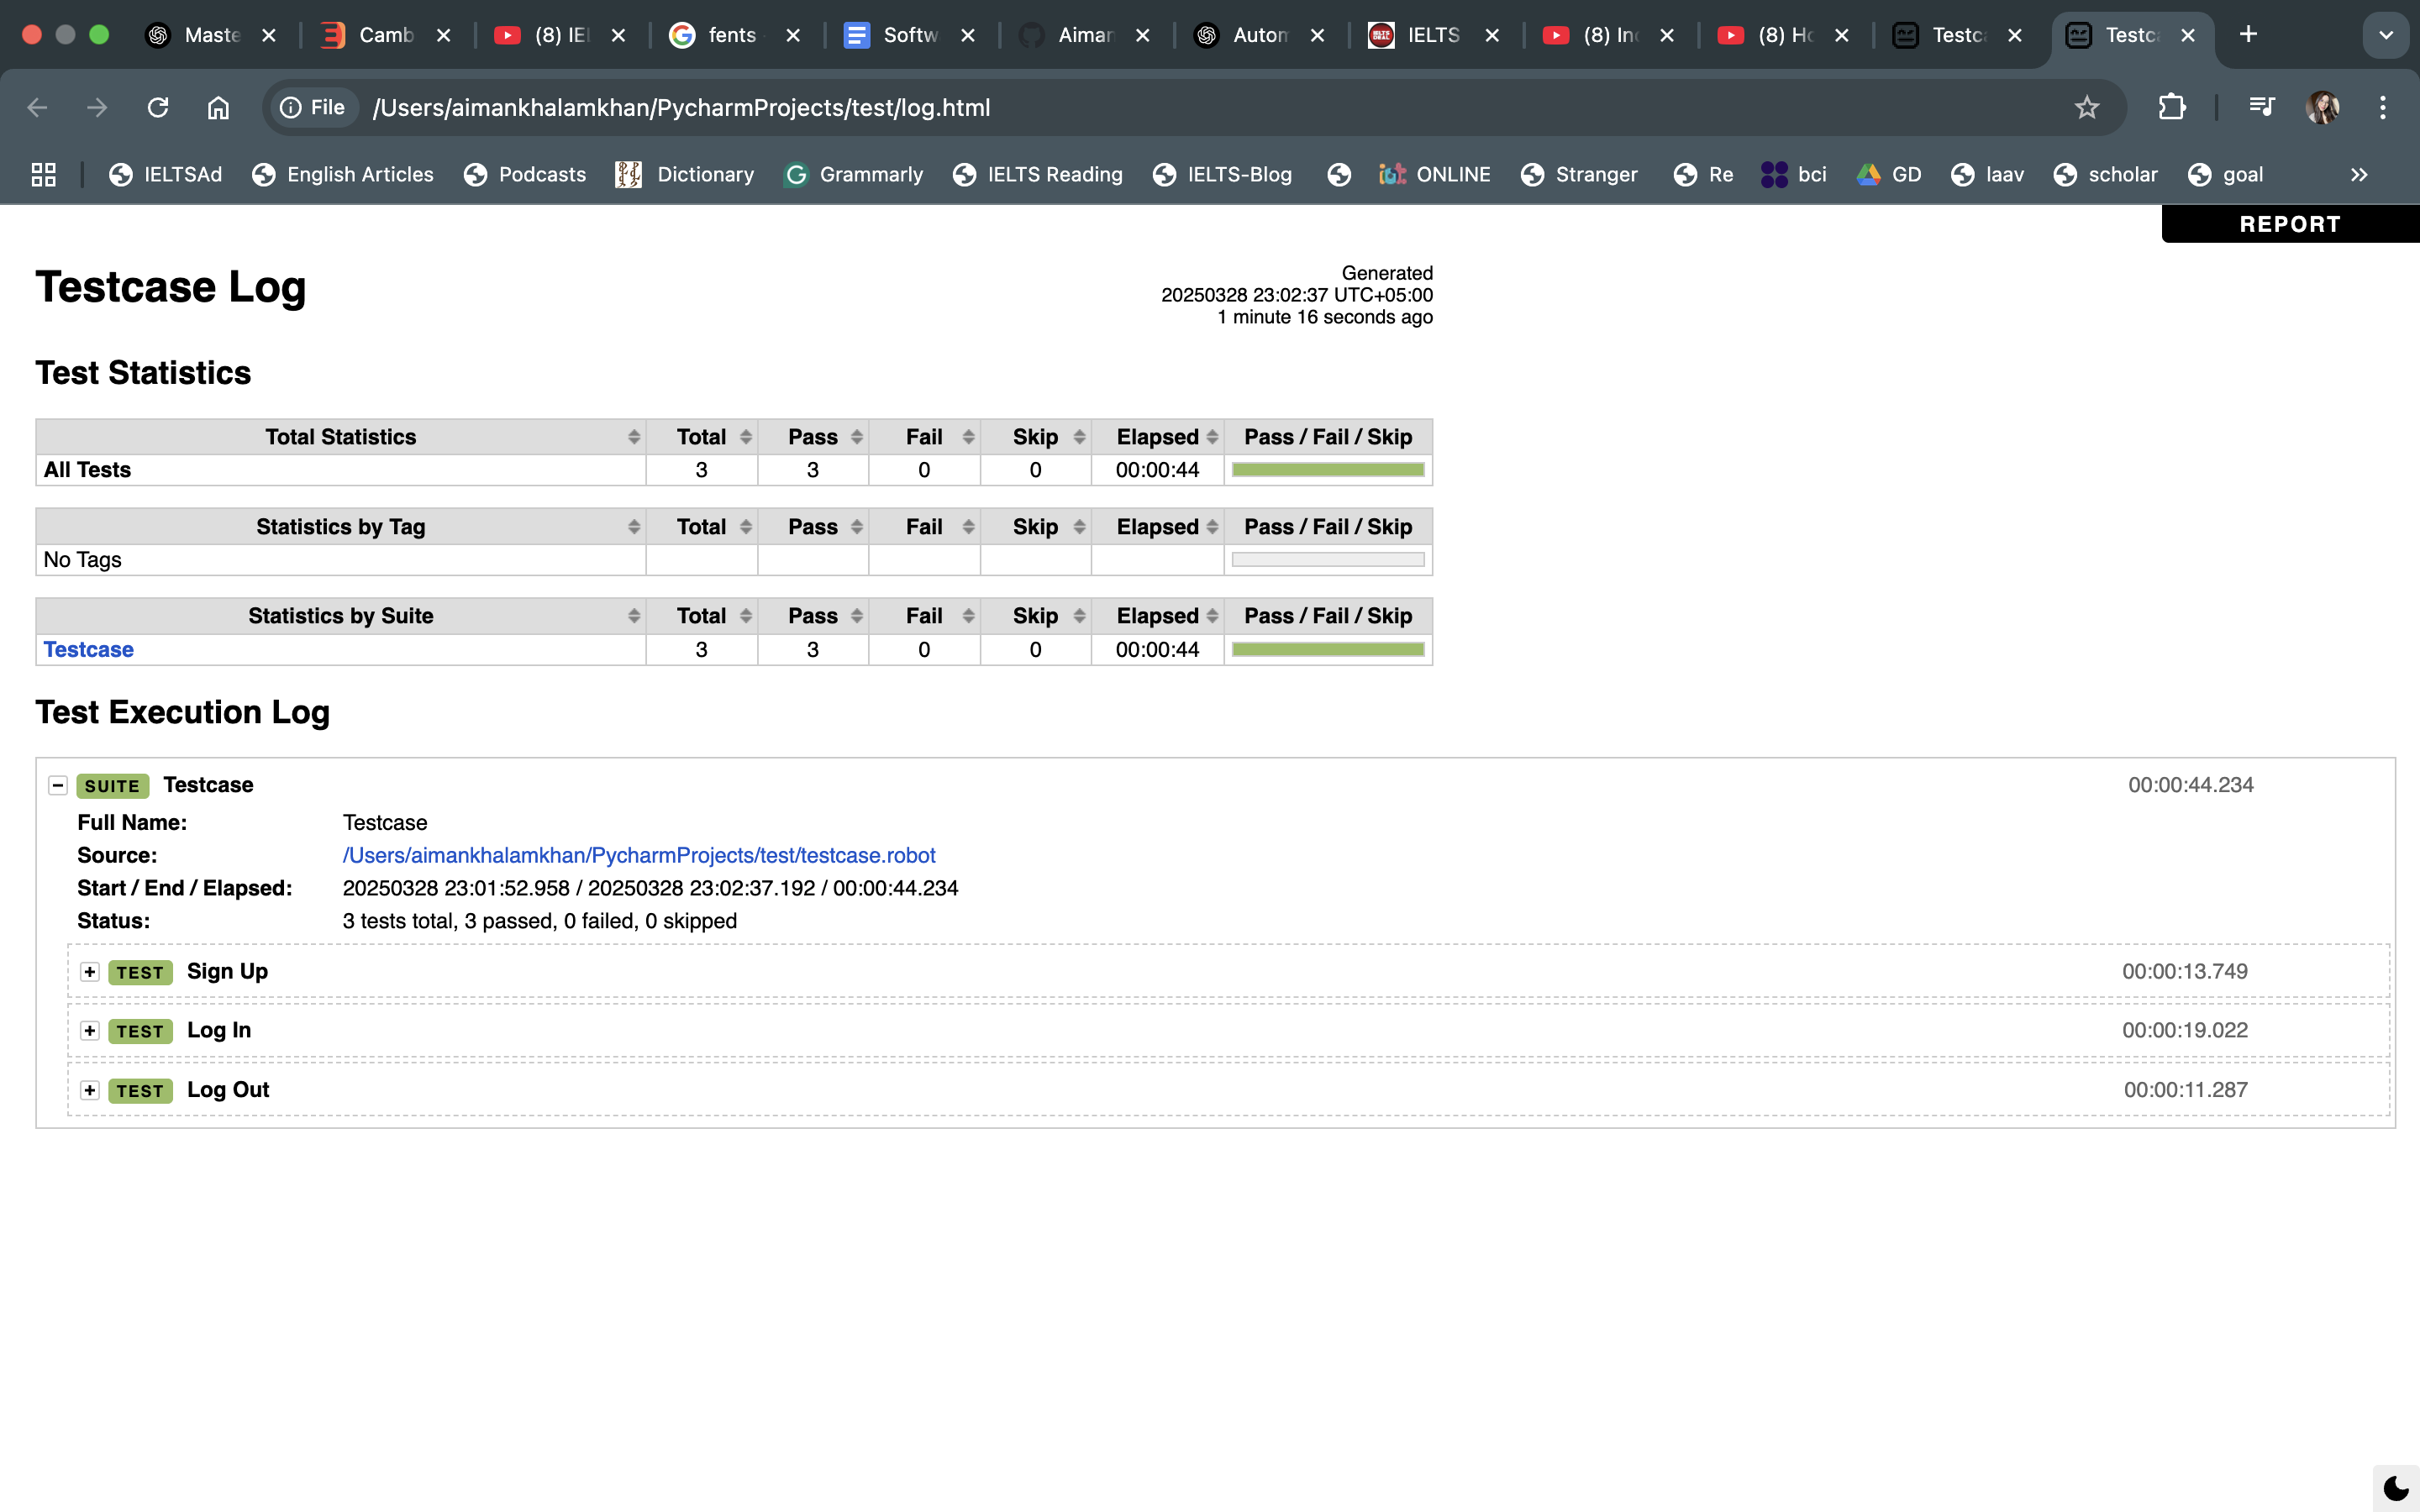 Maste
Camb
(8) IEL
fents
Softw
Aiman
Autom
IELTS
(8) Inc
(8) Ho
Testca
Testca
File /Users/aimankhalamkhan/PycharmProjects/test/log.html
IELTSAd English Articles Podcasts Dictionary Grammarly IELTS Reading IELTS-Blog ONLINE Stranger Re bci GD laav scholar goal
REPORT
Testcase Log
Generated
20250328 23:02:37 UTC+05:00
1 minute 16 seconds ago
Test Statistics
Total Statistics Total Pass Fail Skip Elapsed Pass / Fail / Skip
All Tests 3 3 0 0 00:00:44
Statistics by Tag Total Pass Fail Skip Elapsed Pass / Fail / Skip
No Tags
Statistics by Suite Total Pass Fail Skip Elapsed Pass / Fail / Skip
Testcase 3 3 0 0 00:00:44
Test Execution Log
SUITE Testcase 00:00:44.234
Full Name: Testcase
Source: /Users/aimankhalamkhan/PycharmProjects/test/testcase.robot
Start / End / Elapsed: 20250328 23:01:52.958 / 20250328 23:02:37.192 / 00:00:44.234
Status: 3 tests total, 3 passed, 0 failed, 0 skipped
TEST Sign Up 00:00:13.749
TEST Log In 00:00:19.022
TEST Log Out 00:00:11.287